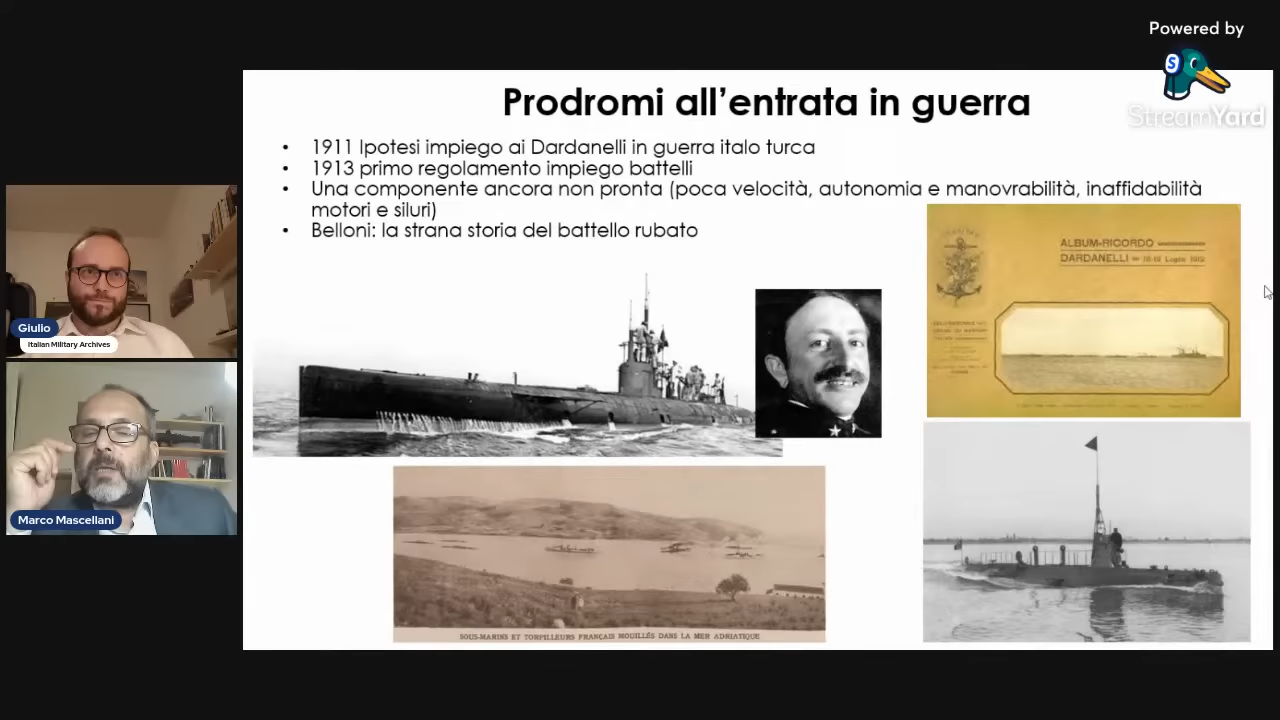 Powered by
StreamYard
Prodromi all'entrata in guerra
• 1911 Ipotesi impiego ai Dardanelli in guerra italo turca
• 1913 primo regolamento impiego battelli
• Una componente ancora non pronta (poca velocità, autonomia e manovrabilità, inaffidabilità
motori e siluri)
• Belloni: la strana storia del battello rubato
ALBUM-RICORDO
DARDANELLI
Luglio 1912
Giulio
Italian Military Archives
Marco Mascellani
SOUS-MARINS ET TORPILLEURS FRANÇAIS MOUILLÉS DANS LA MER ADRIATIQUE